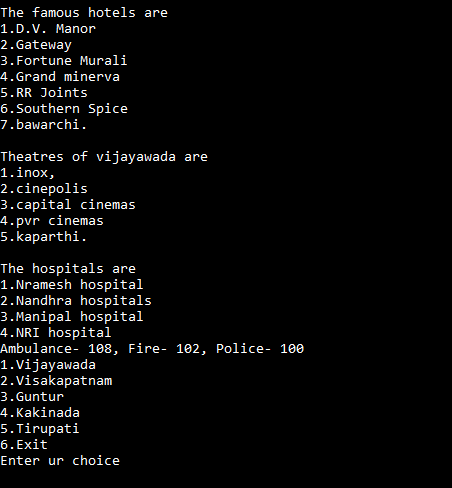 The famous hotels are
1.D.V. Manor
2.Gateway
3.Fortune Murali
4.Grand minerva
5.RR Joints
6.Southern Spice
7.bawarchi.
Theatres of vijayawada are
1.inox,
2.cinepolis
3.capital cinemas
4.pvr cinemas
5.kaparthi.
The hospitals are
1.Nramesh hospital
2.Nandhra hospitals
3.Manipal hospital
4.NRI hospital
Ambulance- 108, Fire- 102, Police- 100
1.Vijayawada
2.Visakapatnam
3.Guntur
4.Kakinada
5.Tirupati
6.Exit
Enter ur choice